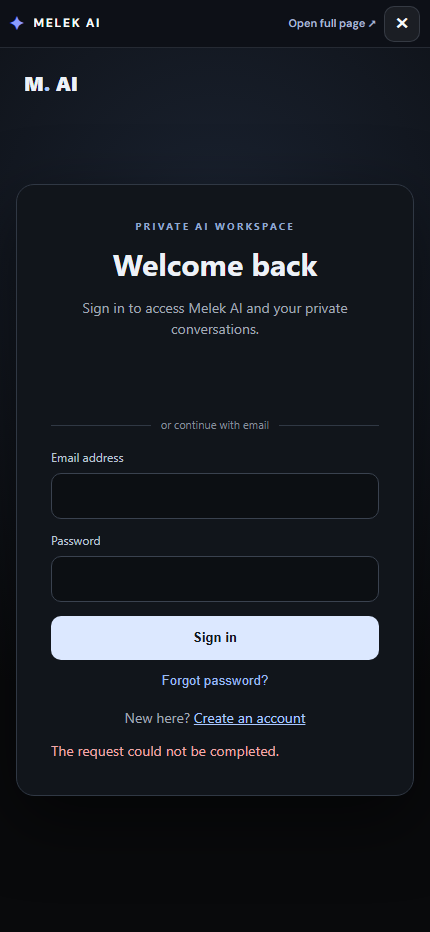 MELEK AI
Open full page ↗
✕
M. AI
PRIVATE AI WORKSPACE
Welcome back
Sign in to access Melek AI and your private
conversations.
or continue with email
Email address
Password
Sign in
Forgot password?
New here? Create an account
The request could not be completed.